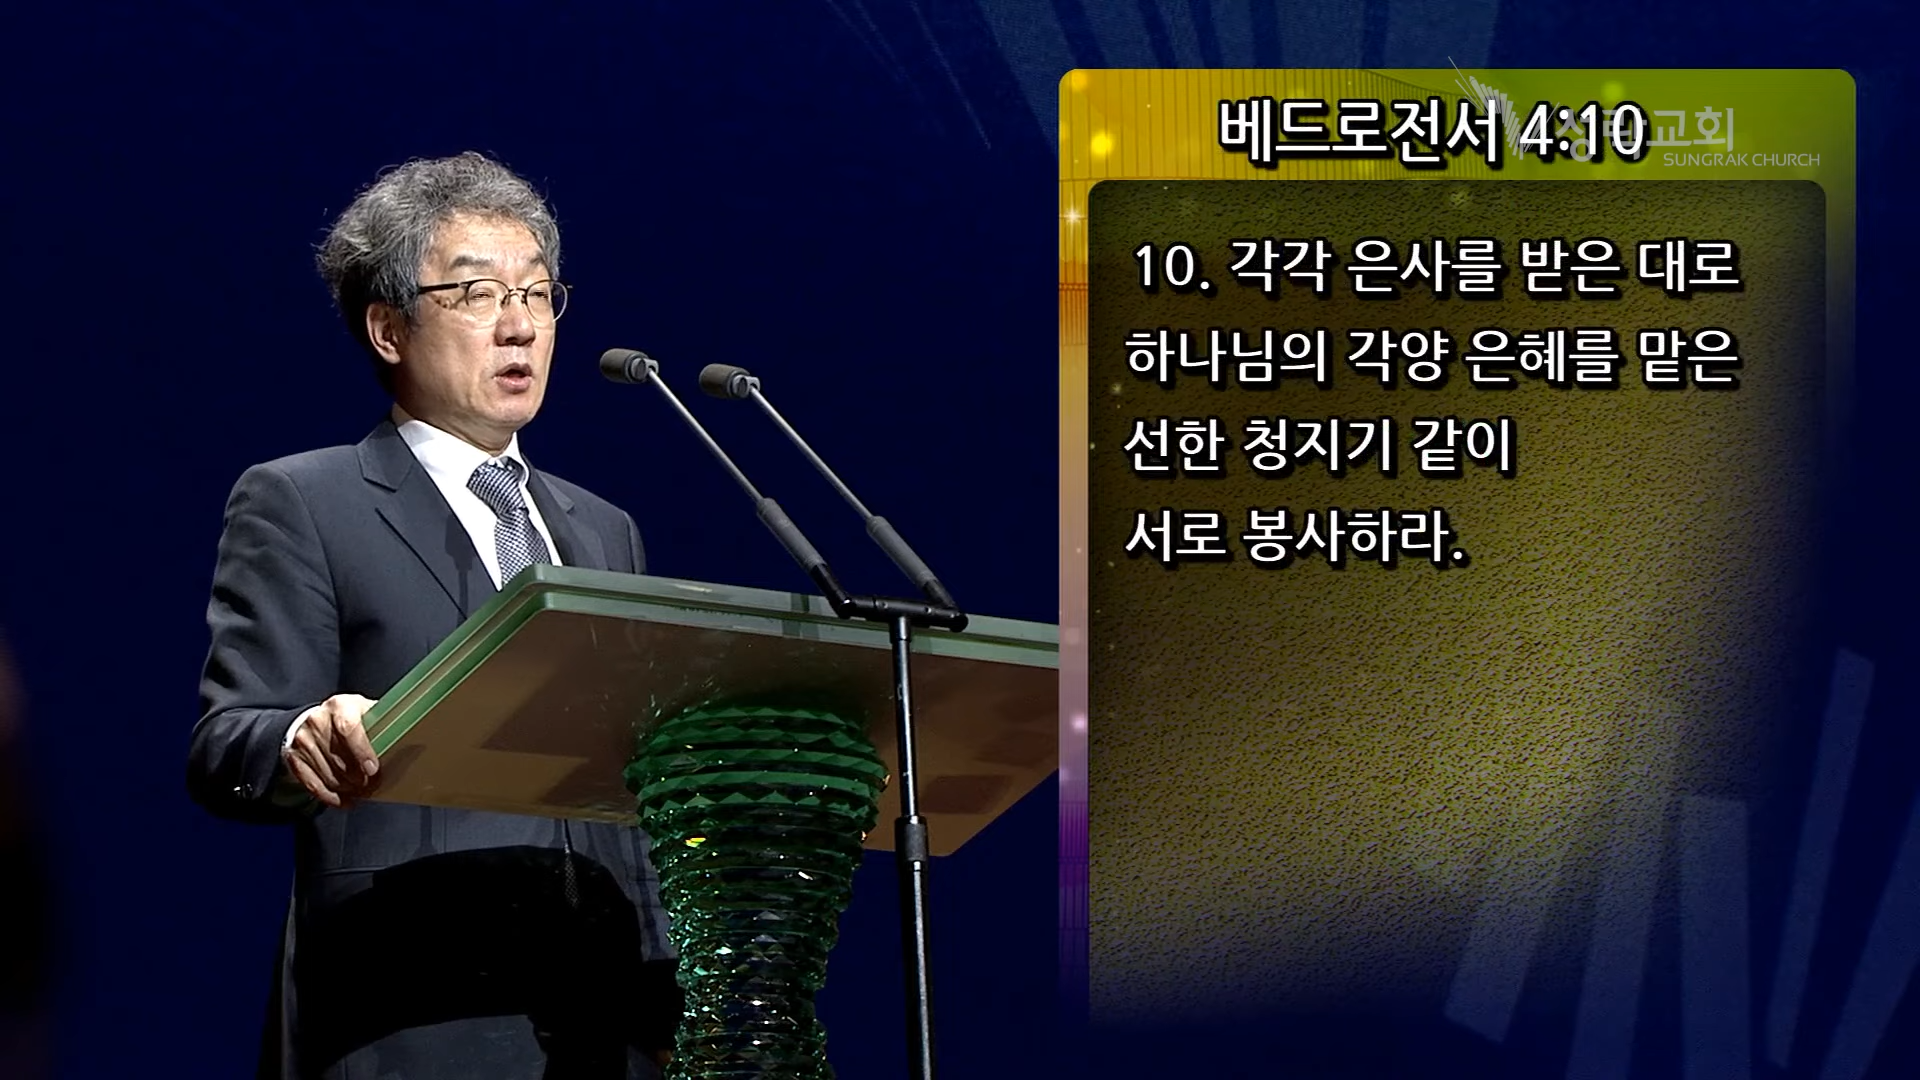 베드로전서 4:10
성락교회
SUNGRAK CHURCH
10. 각각 은사를 받은 대로
하나님의 각양 은혜를 맡은
선한 청지기 같이
서로 봉사하라.